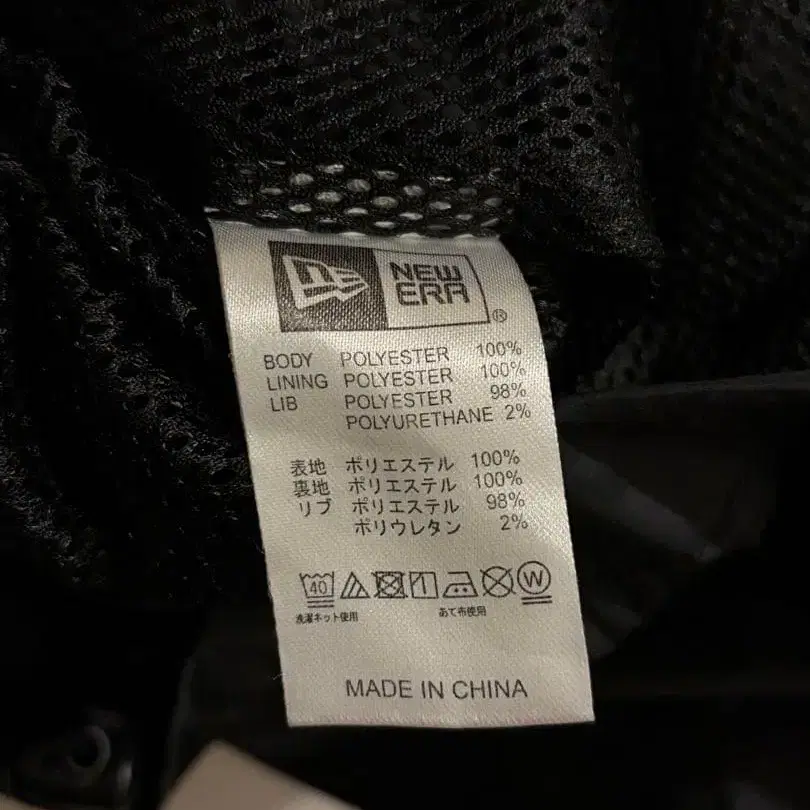 NEW
ERA ®
BODY POLYESTER 100%
LINING POLYESTER 100%
LIB POLYESTER 98%
POLYURETHANE 2%
表地 ポリエステル 100%
裏地 ポリエステル 100%
リブ ポリエステル 98%
ポリウレタン 2%
40 W
洗濯ネット使用 あて布使用
MADE IN CHINA